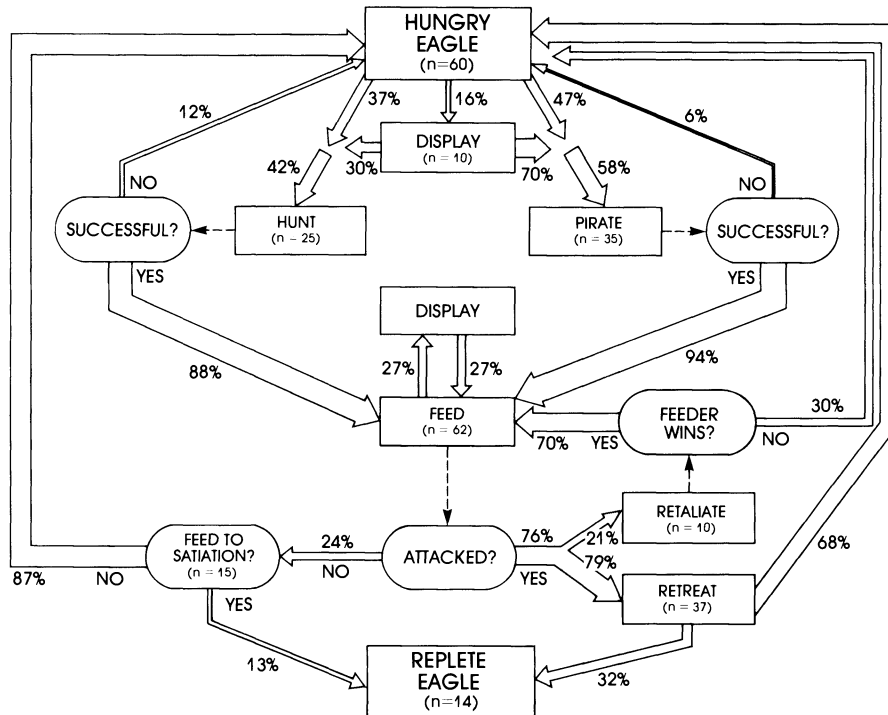 HUNGRY
EAGLE
(n=60)
37%
16%
47%
12%
6%
DISPLAY
(n = 10)
42%
30%
70%
58%
NO
NO
SUCCESSFUL?
HUNT
(n - 25)
PIRATE
(n = 35)
SUCCESSFUL?
YES
YES
DISPLAY
88%
27%
27%
94%
FEED
(n = 62)
70%
YES
FEEDER
WINS?
30%
NO
RETALIATE
(n = 10)
FEED TO
SATIATION?
(n = 15)
24%
NO
ATTACKED?
76%
YES
21%
79%
68%
87%
NO
YES
RETREAT
(n = 37)
13%
REPLETE
EAGLE
(n=14)
32%